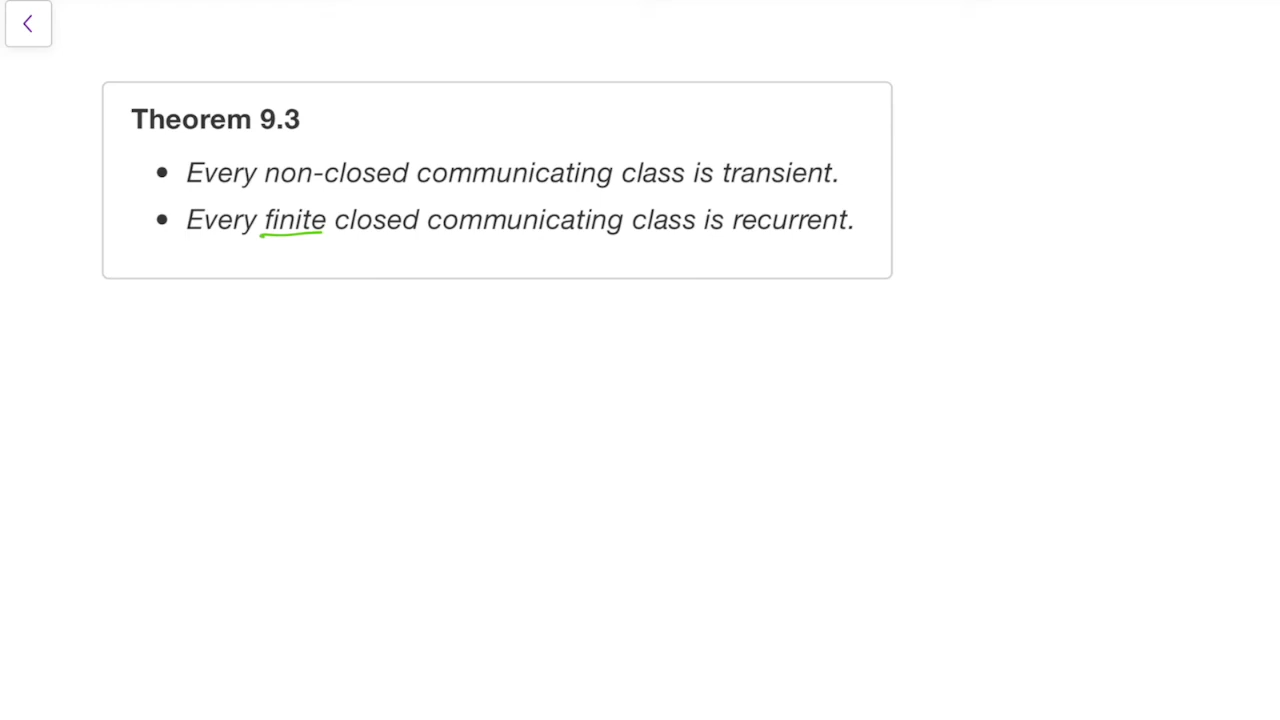 Theorem 9.3
• Every non-closed communicating class is transient.
• Every finite closed communicating class is recurrent.